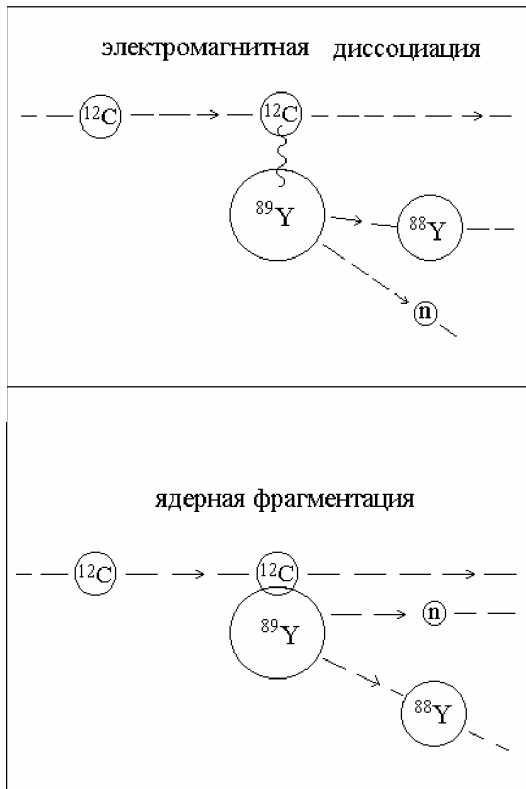 электромагнитная диссоциация
¹²C ¹²C
⁸⁹Y ⁸⁸Y
n
ядерная фрагментация
¹²C ¹²C
n
⁸⁹Y
⁸⁸Y